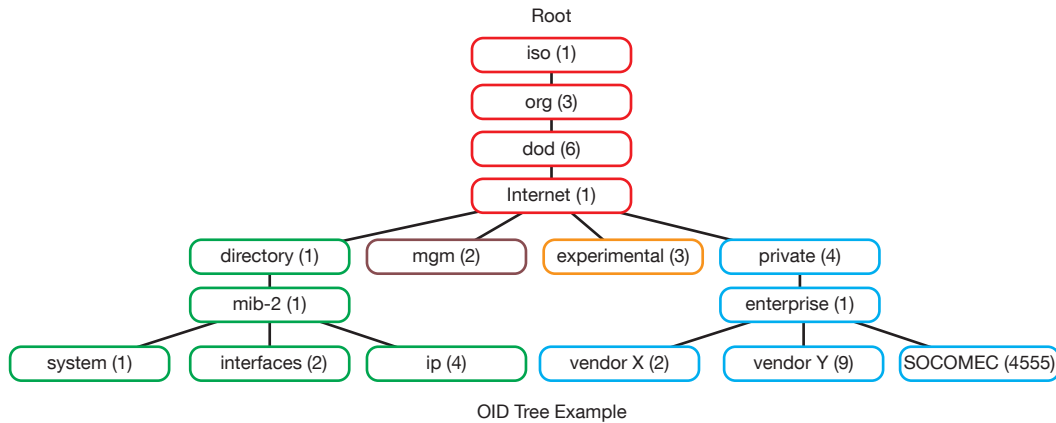 Root
iso (1)
org (3)
dod (6)
Internet (1)
directory (1) mgm (2) experimental (3) private (4)
mib-2 (1) enterprise (1)
system (1) interfaces (2) ip (4) vendor X (2) vendor Y (9) SOCOMEC (4555)
OID Tree Example